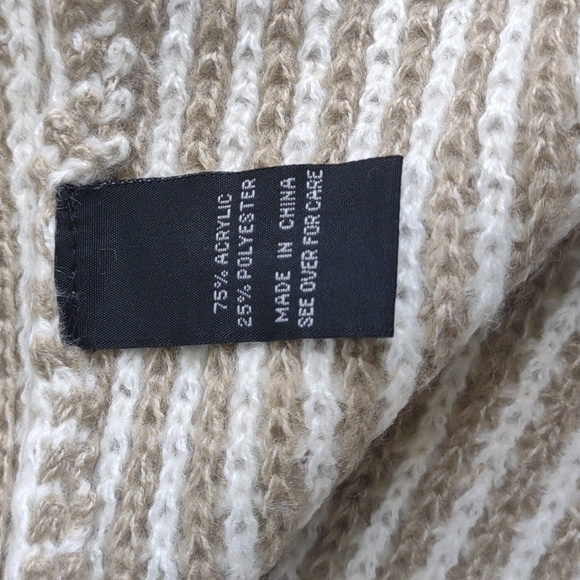 75% ACRYLIC
25% POLYESTER
MADE IN CHINA
SEE OVER FOR CARE